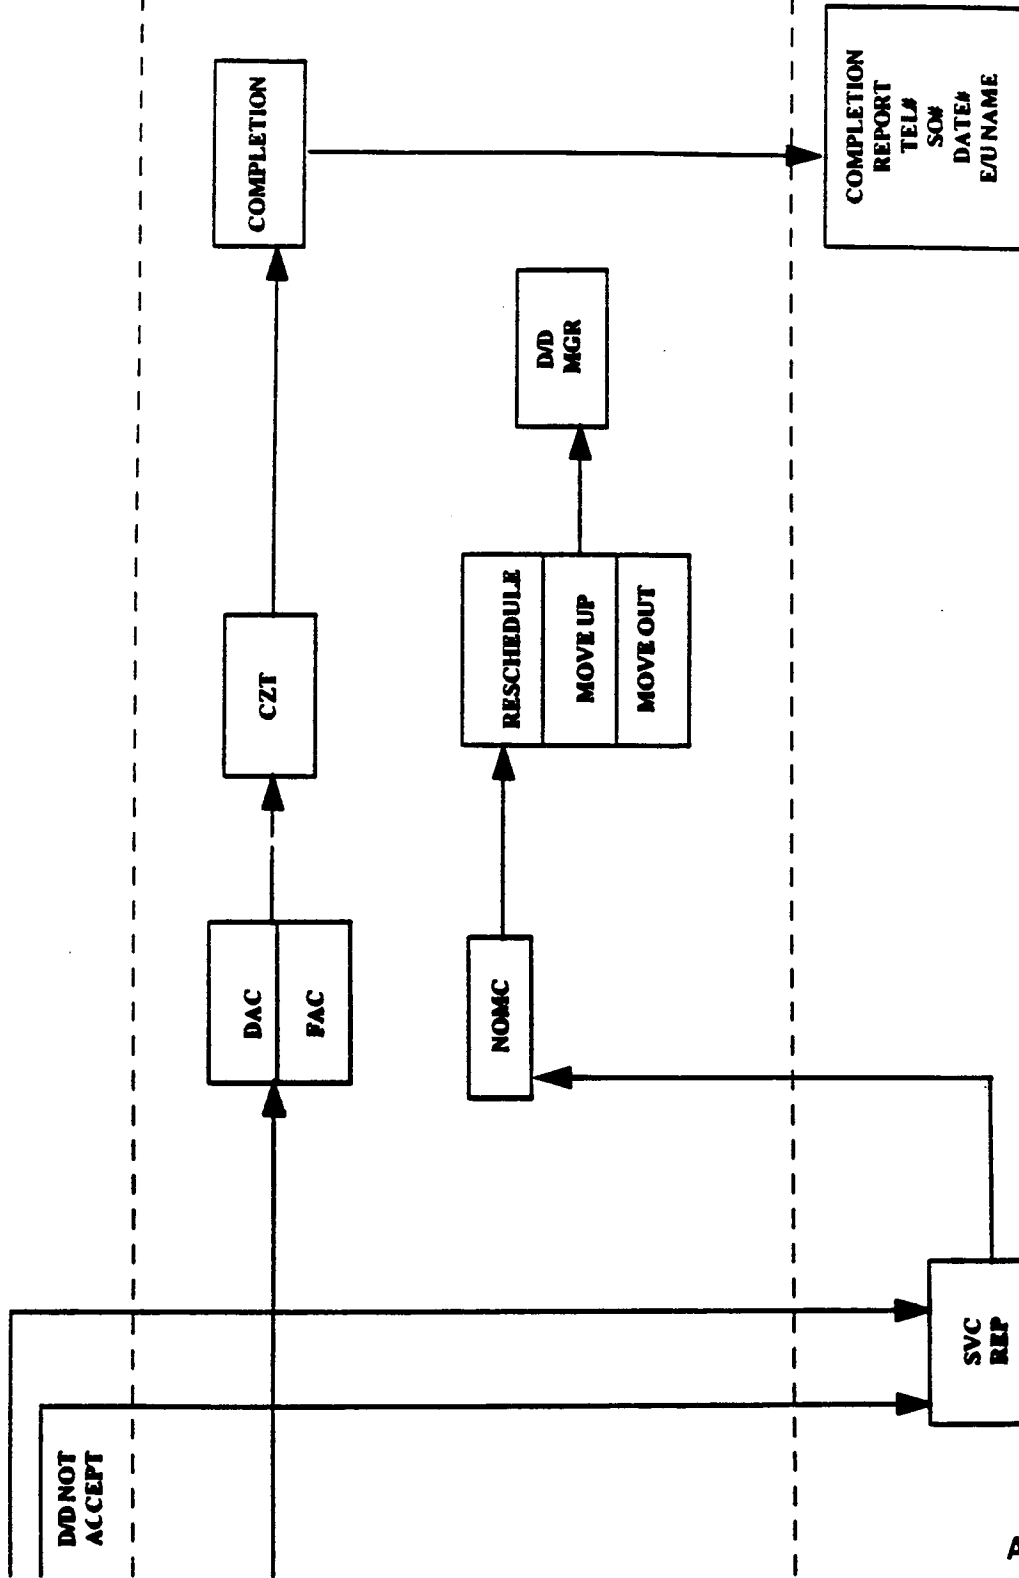 D/D NOT
ACCEPT
DAC
FAC
CZT
COMPLETION
NOMC
RESCHEDULE
MOVE UP
MOVE OUT
D/D
MGR
SVC
REP
COMPLETION
REPORT
TEL#
SO#
DATE#
E/U NAME
A